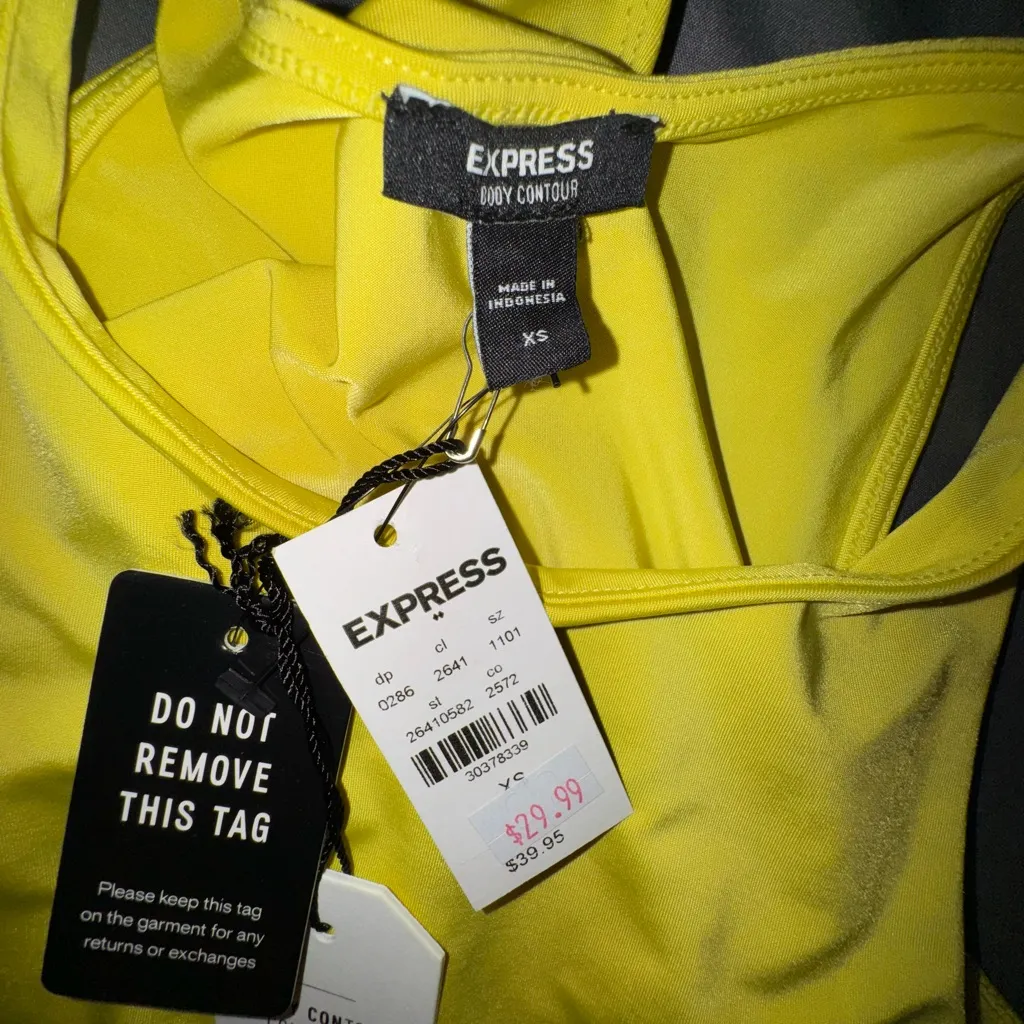 EXPRESS
BODY CONTOUR
MADE IN
INDONESIA
XS
EXPRESS
dp cl sz
0286 2641 1101
st co
26410582 2572
30378339
XS
$29.99
$39.95
DO NOT
REMOVE
THIS TAG
Please keep this tag
on the garment for any
returns or exchanges